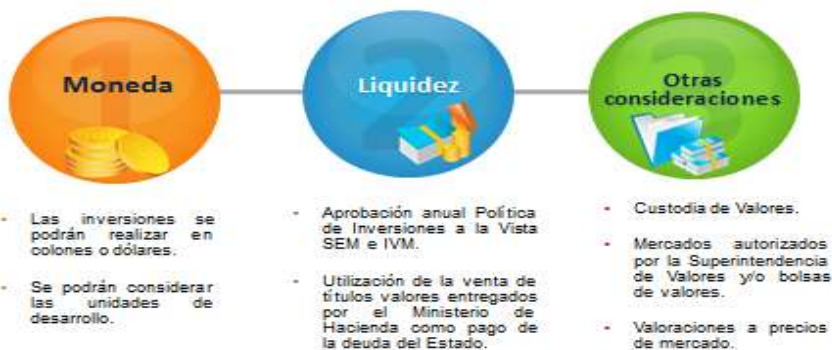 Moneda
Las inversiones se
podrán realizar en
colones o dólares.
Se podrán considerar
las unidades de
desarrollo.
Liquidez
Aprobación anual Política
de Inversiones a la Vista
SEM e IVM.
Utilización de la venta de
títulos valores entregados
por el Ministerio de
Hacienda como pago de
la deuda del Estado.
Otras
consideraciones
Custodia de Valores.
Mercados autorizados
por la Superintendencia
de Valores y/o bolsas
de valores.
Valoraciones a precios
de mercado.